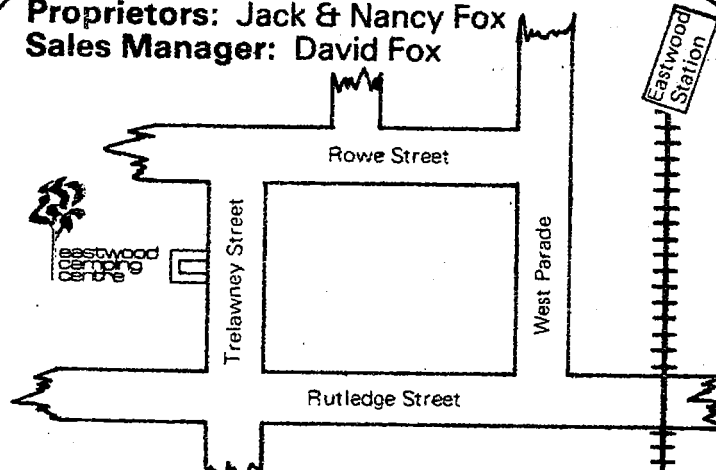 Proprietors: Jack & Nancy Fox
Sales Manager: David Fox
Eastwood
Station
Rowe Street
Trelawney Street
West Parade
eastwood
camping
centre
Rutledge Street